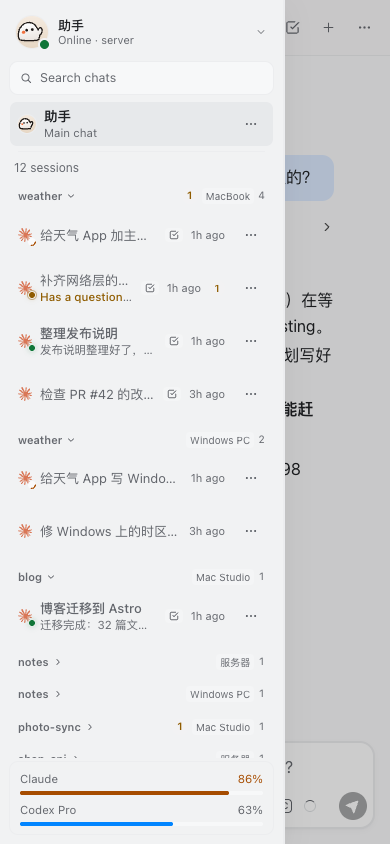 助手
Online · server
Search chats
助手
Main chat
12 sessions
weather 1 MacBook 4
给天气 App 加主... 1h ago
补齐网络层的... 1h ago 1
Has a question...
整理发布说明 1h ago
发布说明整理好了，...
检查 PR #42 的改... 3h ago
weather Windows PC 2
给天气 App 写 Windo... 1h ago
修 Windows 上的时区... 3h ago
blog Mac Studio 1
博客迁移到 Astro 1h ago
迁移完成：32 篇文...
notes 服务器 1
notes Windows PC 1
photo-sync 1 Mac Studio 1
Claude 86%
Codex Pro 63%
的?
）在等
sting。
划写好
能赶
98
?